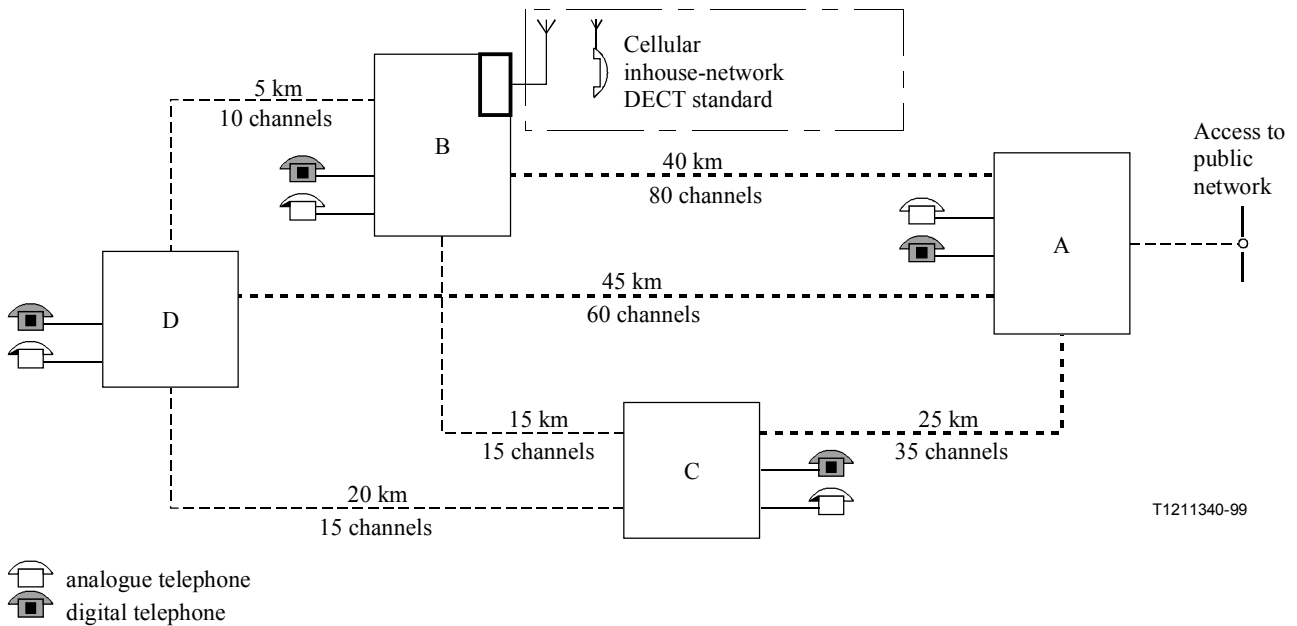 Cellular
inhouse-network
DECT standard
5 km
10 channels
B
40 km
80 channels
Access to
public
network
A
45 km
60 channels
D
15 km
15 channels
25 km
35 channels
C
20 km
15 channels
T1211340-99
analogue telephone
digital telephone